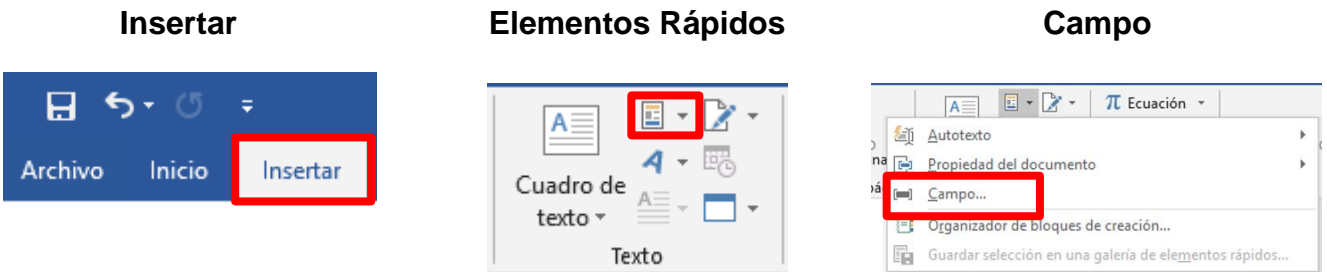 Insertar
Elementos Rápidos
Campo
Archivo Inicio Insertar
A
Cuadro de
texto
A
A
Texto
A
π Ecuación
Autotexto
Propiedad del documento
Campo...
Organizador de bloques de creación...
Guardar selección en una galería de elementos rápidos...